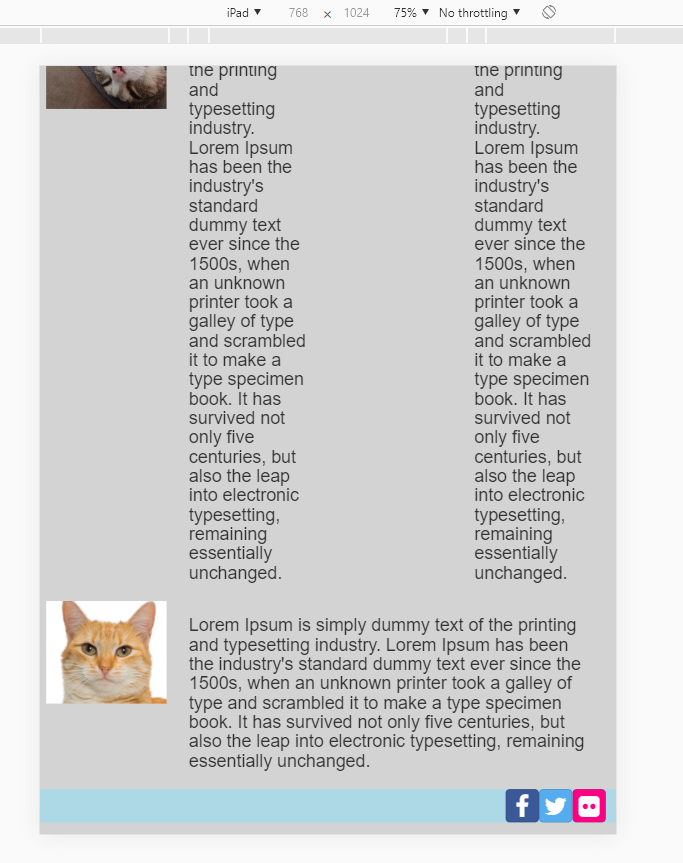 iPad 768 × 1024 75% No throttling
the printing
and
typesetting
industry.
Lorem Ipsum
has been the
industry's
standard
dummy text
ever since the
1500s, when
an unknown
printer took a
galley of type
and scrambled
it to make a
type specimen
book. It has
survived not
only five
centuries, but
also the leap
into electronic
typesetting,
remaining
essentially
unchanged.
the printing
and
typesetting
industry.
Lorem Ipsum
has been the
industry's
standard
dummy text
ever since the
1500s, when
an unknown
printer took a
galley of type
and scrambled
it to make a
type specimen
book. It has
survived not
only five
centuries, but
also the leap
into electronic
typesetting,
remaining
essentially
unchanged.
Lorem Ipsum is simply dummy text of the printing
and typesetting industry. Lorem Ipsum has been
the industry's standard dummy text ever since the
1500s, when an unknown printer took a galley of
type and scrambled it to make a type specimen
book. It has survived not only five centuries, but
also the leap into electronic typesetting, remaining
essentially unchanged.